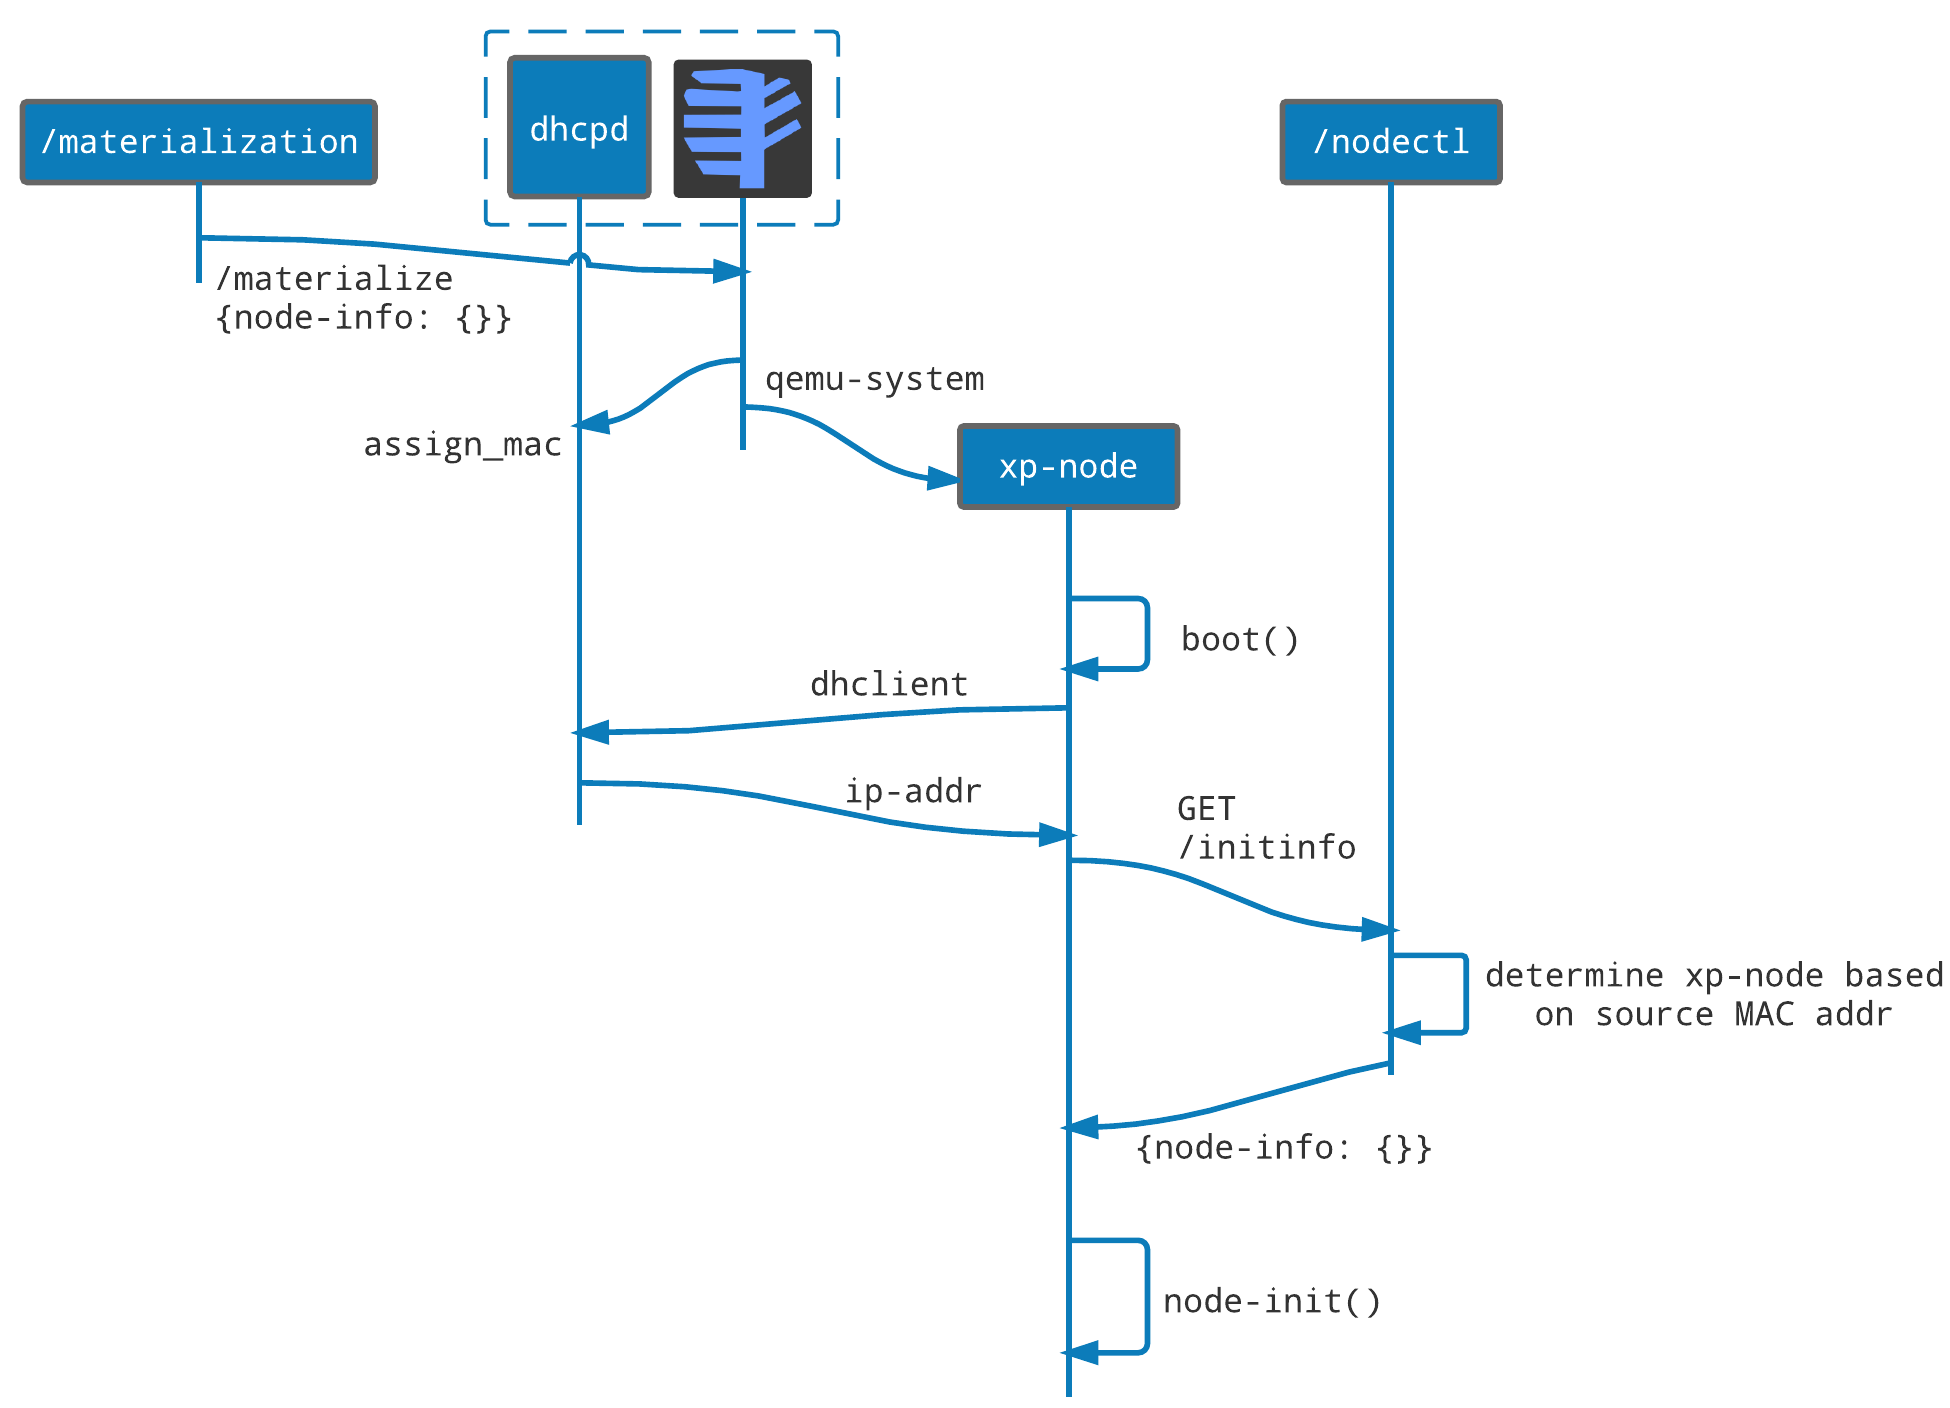 dhcpd
/materialization
/nodectl
/materialize
{node-info: {}}
qemu-system
assign_mac
xp-node
boot()
dhclient
ip-addr
GET
/initinfo
determine xp-node based
on source MAC addr
{node-info: {}}
node-init()